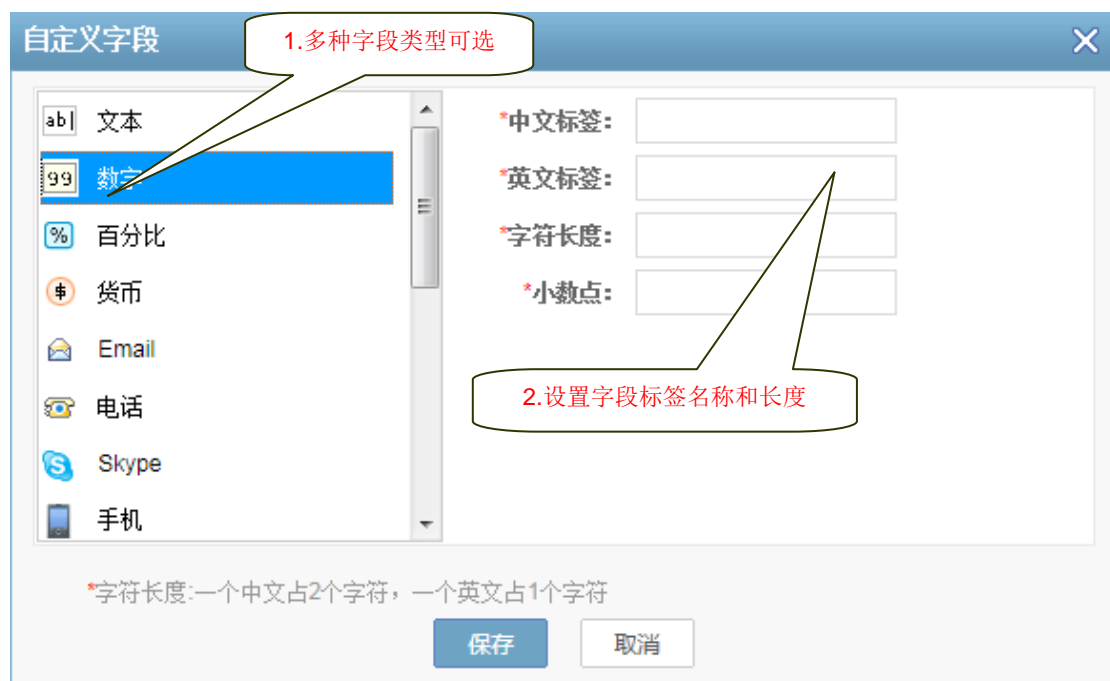 自定义字段
1.多种字段类型可选
文本
数字
百分比
货币
Email
电话
Skype
手机
*中文标签：
*英文标签：
*字符长度：
*小数点：
2.设置字段标签名称和长度
*字符长度:一个中文占2个字符，一个英文占1个字符
保存
取消